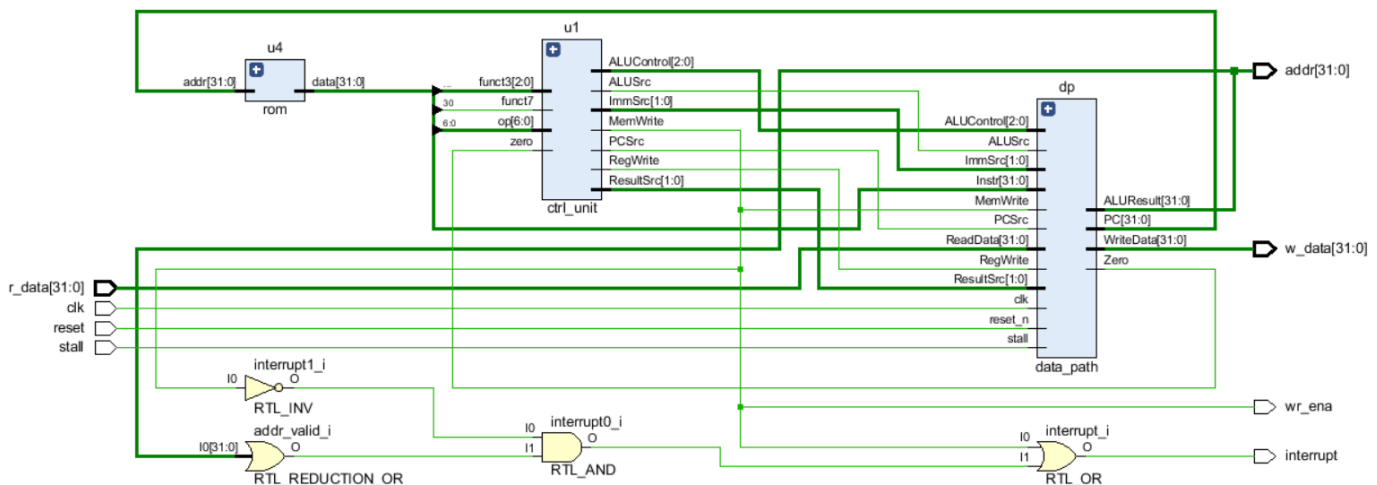 u4
addr[31:0]
data[31:0]
rom
u1
funct3[2:0]
...
funct7
30
op[6:0]
6:0
zero
ALUControl[2:0]
ALUSrc
ImmSrc[1:0]
MemWrite
PCSrc
RegWrite
ResultSrc[1:0]
ctrl_unit
dp
ALUControl[2:0]
ALUSrc
ImmSrc[1:0]
Instr[31:0]
MemWrite
PCSrc
ReadData[31:0]
RegWrite
ResultSrc[1:0]
clk
reset_n
stall
ALUResult[31:0]
PC[31:0]
WriteData[31:0]
Zero
data_path
addr[31:0]
w_data[31:0]
r_data[31:0]
clk
reset
stall
interrupt1_i
I0
O
RTL_INV
addr_valid_i
I0[31:0]
O
RTL_REDUCTION_OR
interrupt0_i
I0
I1
O
RTL_AND
interrupt_i
I0
I1
O
RTL_OR
wr_ena
interrupt